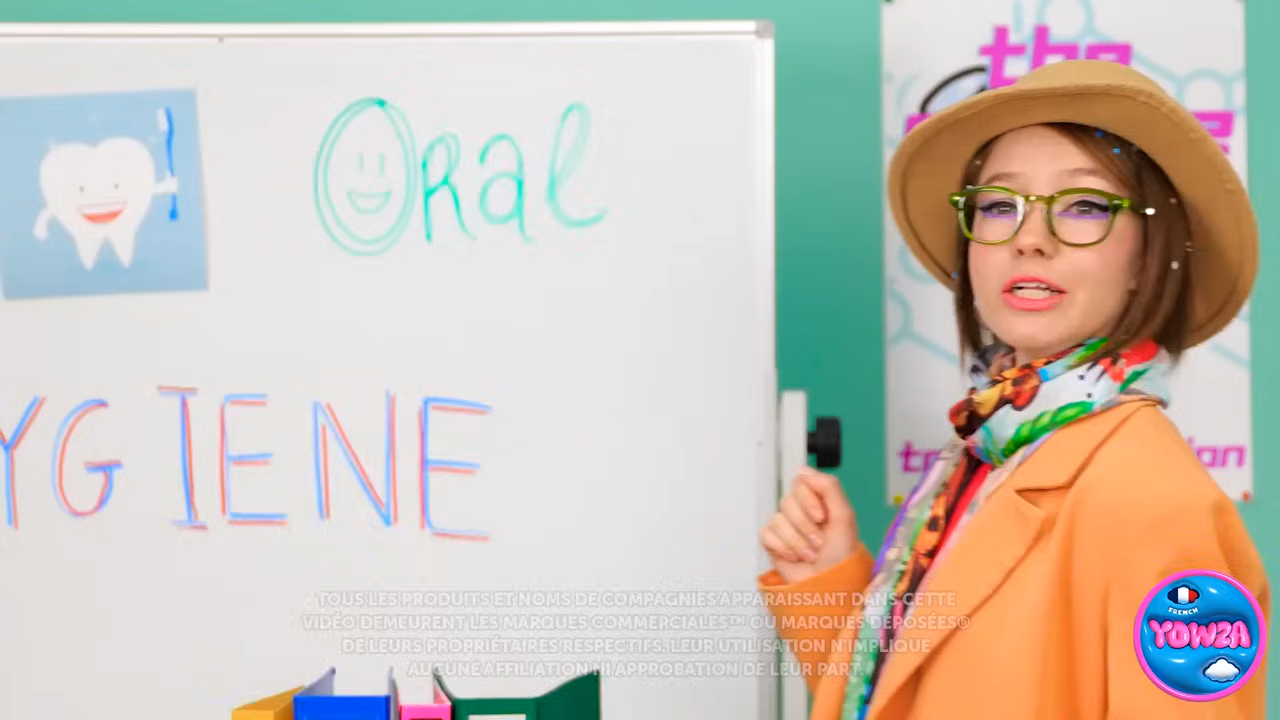 the
Oral
YGIENE
TOUS LES PRODUITS ET NOMS DE COMPAGNIES APPARAISSANT DANS CETTE
VIDÉO DEMEURENT LES MARQUES COMMERCIALES™ OU MARQUES DÉPOSÉES®
DE LEURS PROPRIÉTAIRES RESPECTIFS. LEUR UTILISATION N'IMPLIQUE
AUCUNE AFFILIATION NI APPROBATION DE LEUR PART.
FRENCH
YOWZA